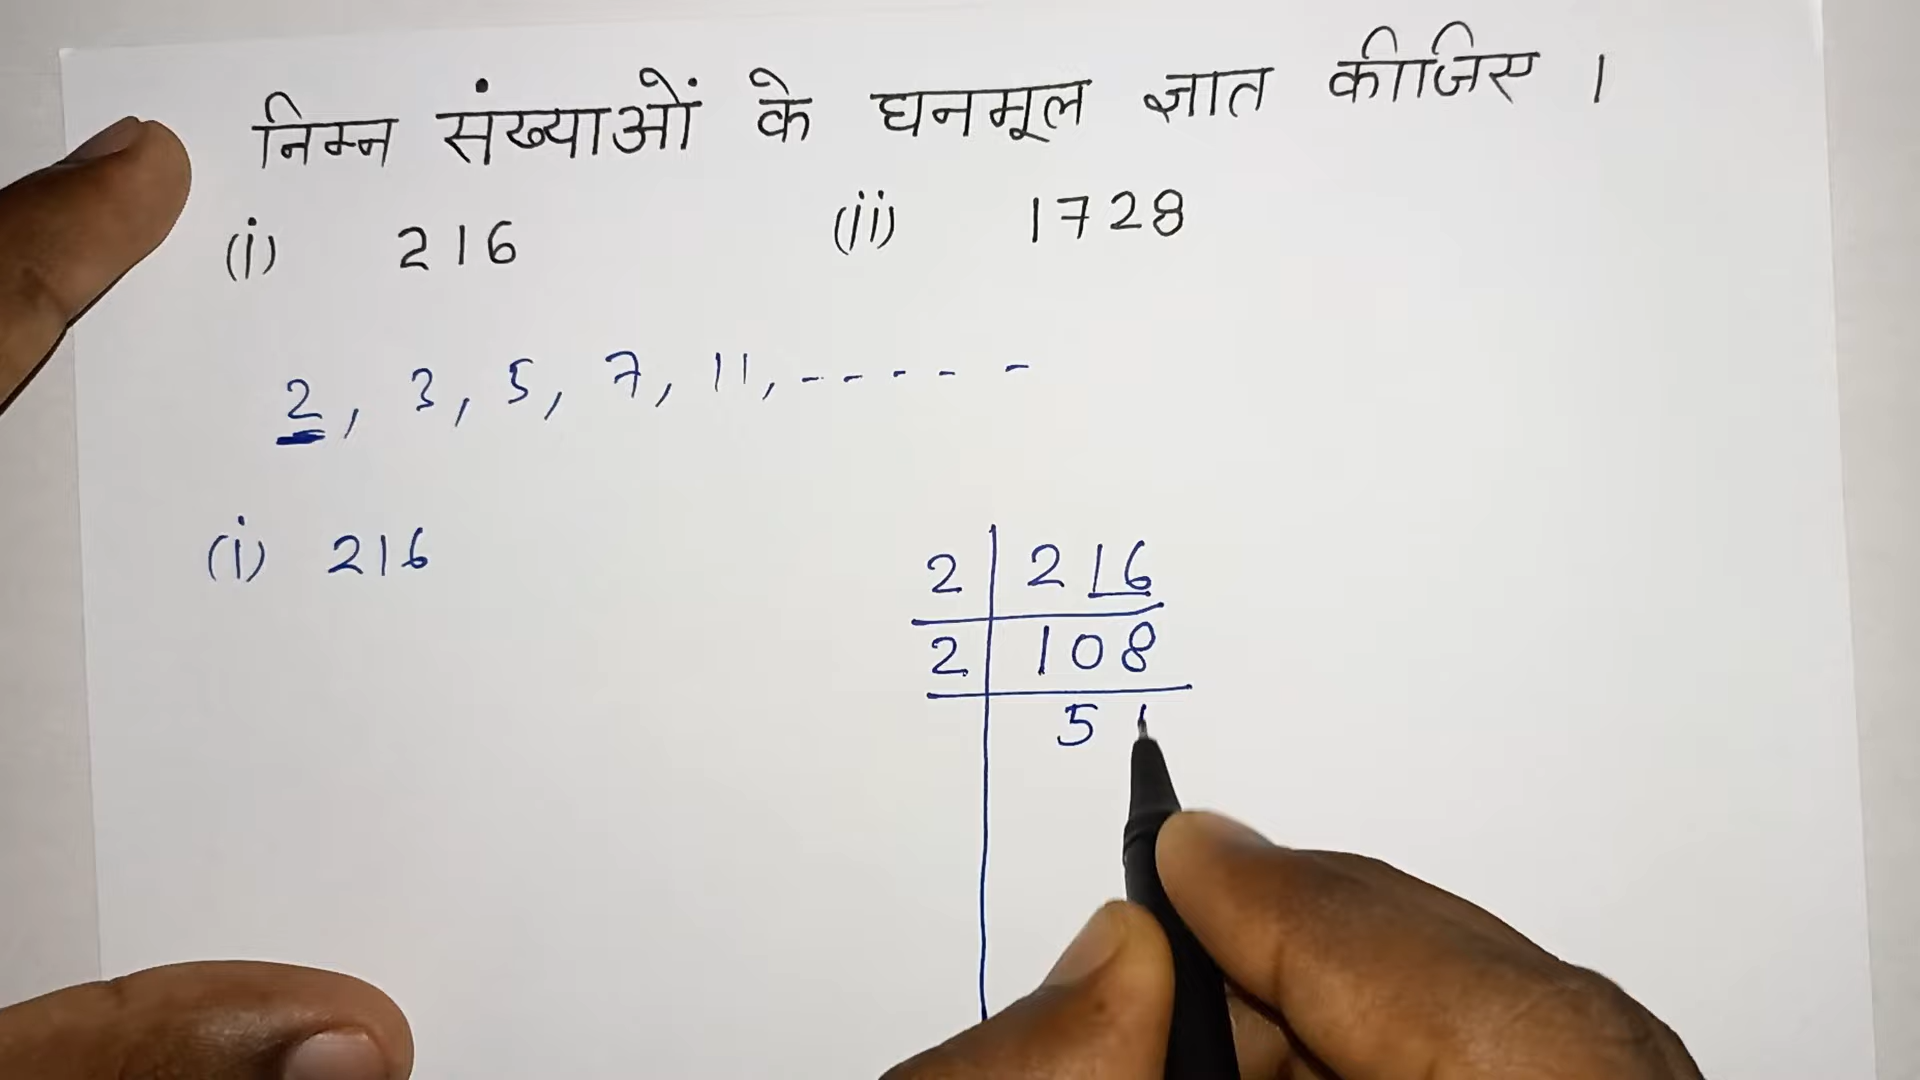 निम्न संख्याओं के घनमूल ज्ञात कीजिए ।
(i) 216 (ii) 1728
2, 3, 5, 7, 11, - - - - -
(i) 216
2 | 216
2 | 108
5